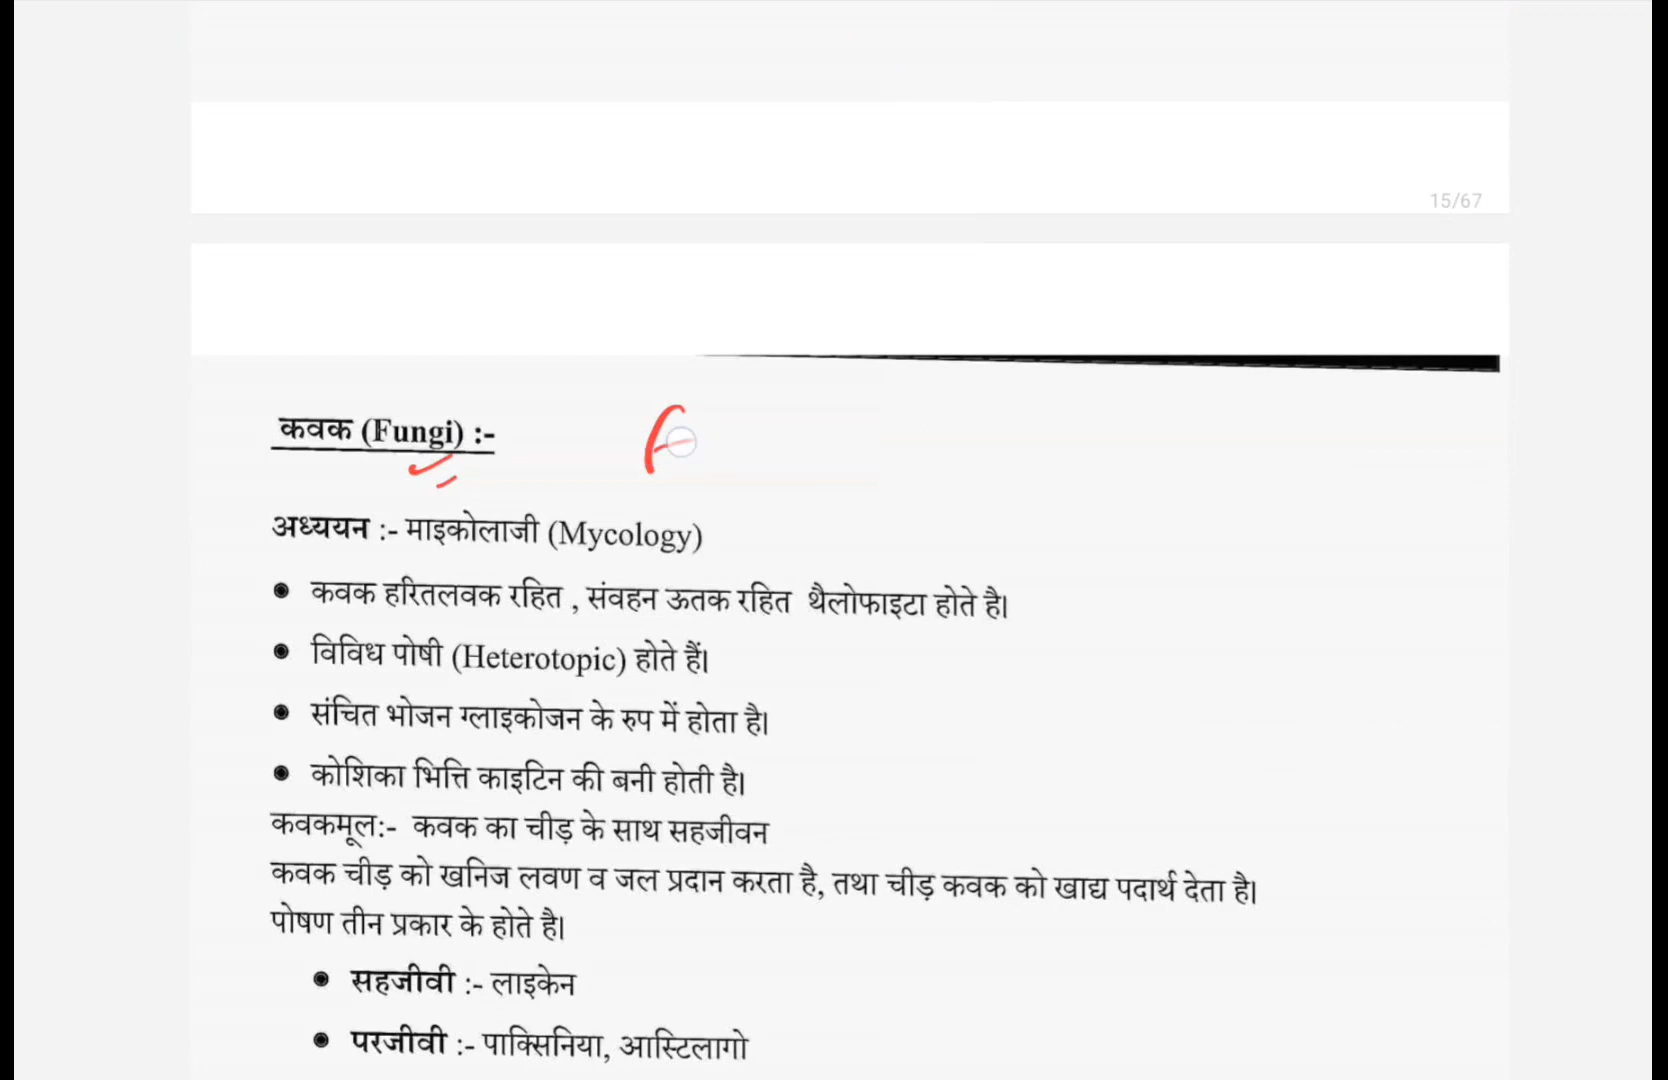 15/67
कवक (Fungi) :-
अध्ययन :- माइकोलाजी (Mycology)
● कवक हरितलवक रहित , संवहन ऊतक रहित थैलोफाइटा होते है।
● विविध पोषी (Heterotopic) होते हैं।
● संचित भोजन ग्लाइकोजन के रुप में होता है।
● कोशिका भित्ति काइटिन की बनी होती है।
कवकमूल:- कवक का चीड़ के साथ सहजीवन
कवक चीड़ को खनिज लवण व जल प्रदान करता है, तथा चीड़ कवक को खाद्य पदार्थ देता है।
पोषण तीन प्रकार के होते है।
● सहजीवी :- लाइकेन
● परजीवी :- पाक्सिनिया, आस्टिलागो